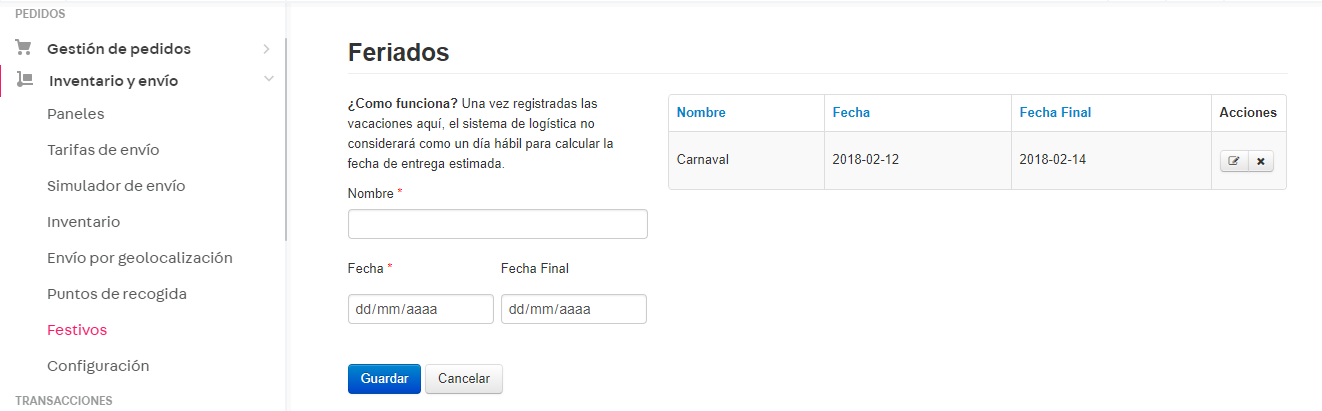 PEDIDOS
Gestión de pedidos
Inventario y envío
Paneles
Tarifas de envío
Simulador de envío
Inventario
Envío por geolocalización
Puntos de recogida
Festivos
Configuración
TRANSACCIONES
Feriados
¿Como funciona? Una vez registradas las
vacaciones aquí, el sistema de logística no
considerará como un día hábil para calcular la
fecha de entrega estimada.
Nombre *
Fecha * Fecha Final
dd/mm/aaaa dd/mm/aaaa
Guardar Cancelar
Nombre Fecha Fecha Final Acciones
Carnaval 2018-02-12 2018-02-14